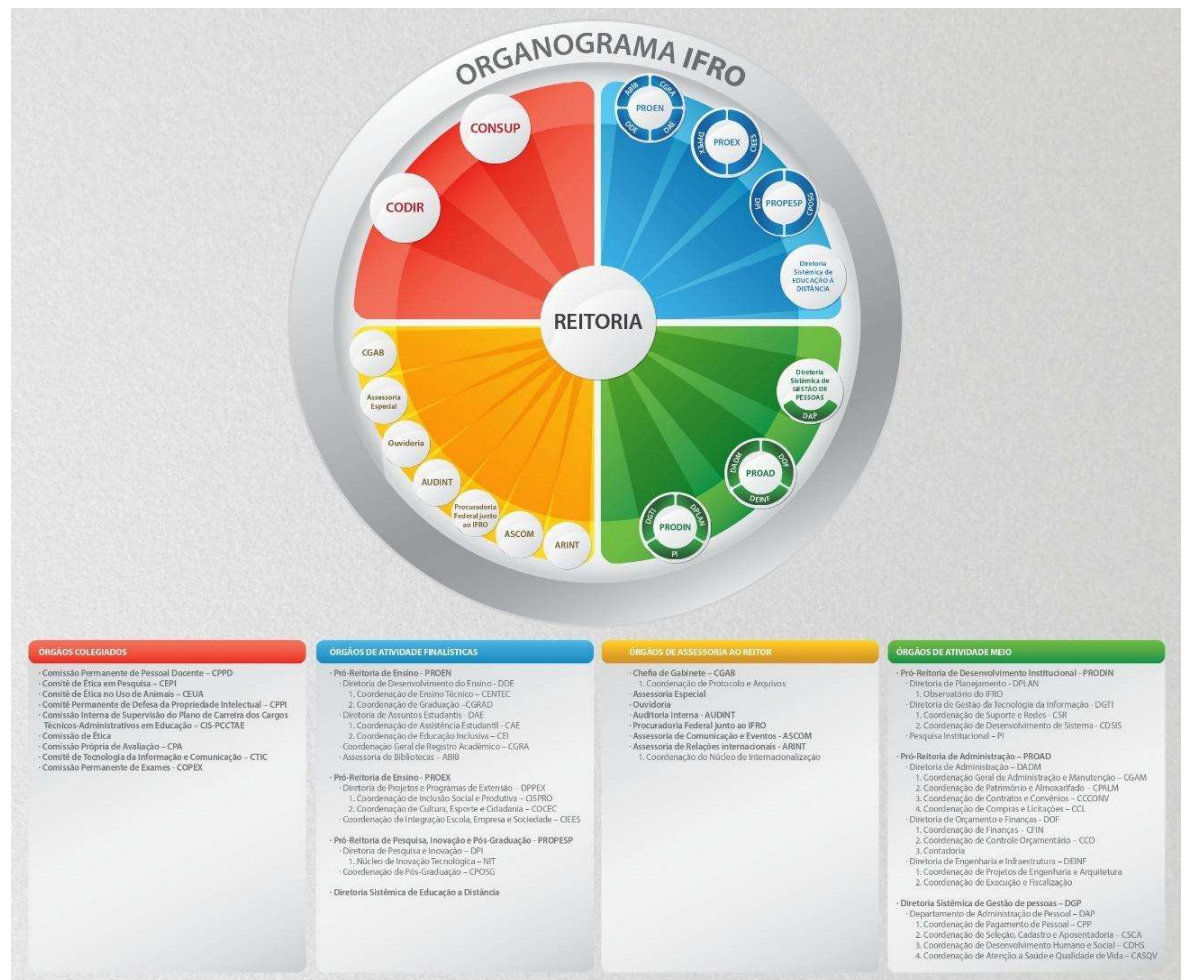 ORGANOGRAMA IFRO
CONSUP
CODIR
ABIB
CGRA
PROEN
DDE
DAE
DPPEX
PROEX
CIEES
DPI
PROPESP
CPOSG
Diretoria
Sistêmica de
EDUCAÇÃO A
DISTÂNCIA
REITORIA
CGAB
Assessoria
Especial
Ouvidoria
AUDINT
Procuradoria
Federal junto
ao IFRO
ASCOM
ARINT
Diretoria
Sistêmica de
GESTÃO DE
PESSOAS
DAP
DADM
PROAD
DOF
DEINF
DGTI
PRODIN
DPLAN
PI
ÓRGÃOS COLEGIADOS
· Comissão Permanente de Pessoal Docente – CPPD
· Comitê de Ética em Pesquisa – CEPI
· Comitê de Ética no Uso de Animais – CEUA
· Comitê Permanente de Defesa da Propriedade Intelectual – CPPI
· Comissão Interna de Supervisão do Plano de Carreira dos Cargos
Técnicos-Administrativos em Educação – CIS-PCCTAE
· Comissão de Ética
· Comissão Própria de Avaliação – CPA
· Comitê de Tecnologia da Informação e Comunicação – CTIC
· Comissão Permanente de Exames - COPEX
ÓRGÃOS DE ATIVIDADE FINALÍSTICAS
· Pró-Reitoria de Ensino - PROEN
· Diretoria de Desenvolvimento do Ensino - DDE
1. Coordenação de Ensino Técnico – CENTEC
2. Coordenação de Graduação -CGRAD
· Diretoria de Assuntos Estudantis - DAE
1. Coordenação de Assistência Estudantil - CAE
2. Coordenação de Educação Inclusiva – CEI
· Coordenação Geral de Registro Acadêmico – CGRA
· Assessoria de Bibliotecas – ABIB
· Pró-Reitoria de Ensino - PROEX
· Diretoria de Projetos e Programas de Extensão – DPPEX
1. Coordenação de Inclusão Social e Produtiva – CISPRO
2. Coordenação de Cultura, Esporte e Cidadania – COCEC
· Coordenação de Integração Escola, Empresa e Sociedade – CIEES
· Pró-Reitoria de Pesquisa, Inovação e Pós-Graduação - PROPESP
· Diretoria de Pesquisa e Inovação – DPI
1. Núcleo de Inovação Tecnológica – NIT
· Coordenação de Pós-Graduação – CPOSG
· Diretoria Sistêmica de Educação a Distância
ÓRGÃOS DE ASSESSORIA AO REITOR
· Chefia de Gabinete – CGAB
1. Coordenação de Protocolo e Arquivos
· Assessoria Especial
· Ouvidoria
· Auditoria Interna - AUDINT
· Procuradoria Federal junto ao IFRO
· Assessoria de Comunicação e Eventos – ASCOM
· Assessoria de Relações internacionais - ARINT
1. Coordenação do Núcleo de Internacionalização
ÓRGÃOS DE ATIVIDADE MEIO
· Pró-Reitoria de Desenvolvimento Institucional - PRODIN
· Diretoria de Planejamento - DPLAN
1. Observatório do IFRO
· Diretoria de Gestão da Tecnologia da Informação - DGTI
1. Coordenação de Suporte e Redes - CSR
2. Coordenação de Desenvolvimento de Sistema - CDSIS
· Pesquisa Institucional – PI
· Pró-Reitoria de Administração – PROAD
· Diretoria de Administração – DADM
1. Coordenação Geral de Administração e Manutenção – CGAM
2. Coordenação de Patrimônio e Almoxarifado – CPALM
3. Coordenação de Contratos e Convênios – CCCONV
4. Coordenação de Compras e Licitações – CCL
· Diretoria de Orçamento e Finanças - DOF
1. Coordenação de Finanças – CFIN
2. Coordenação de Controle Orçamentário – CCO
3. Contadoria
· Diretoria de Engenharia e Infraestrutura – DEINF
1. Coordenação de Projetos de Engenharia e Arquitetura
2. Coordenação de Execução e Fiscalização
· Diretoria Sistêmica de Gestão de pessoas – DGP
· Departamento de Administração de Pessoal – DAP
1. Coordenação de Pagamento de Pessoal – CPP
2. Coordenação de Seleção, Cadastro e Aposentadoria – CSCA
3. Coordenação de Desenvolvimento Humano e Social – CDHS
4. Coordenação de Atenção a Saúde e Qualidade de Vida – CASQV